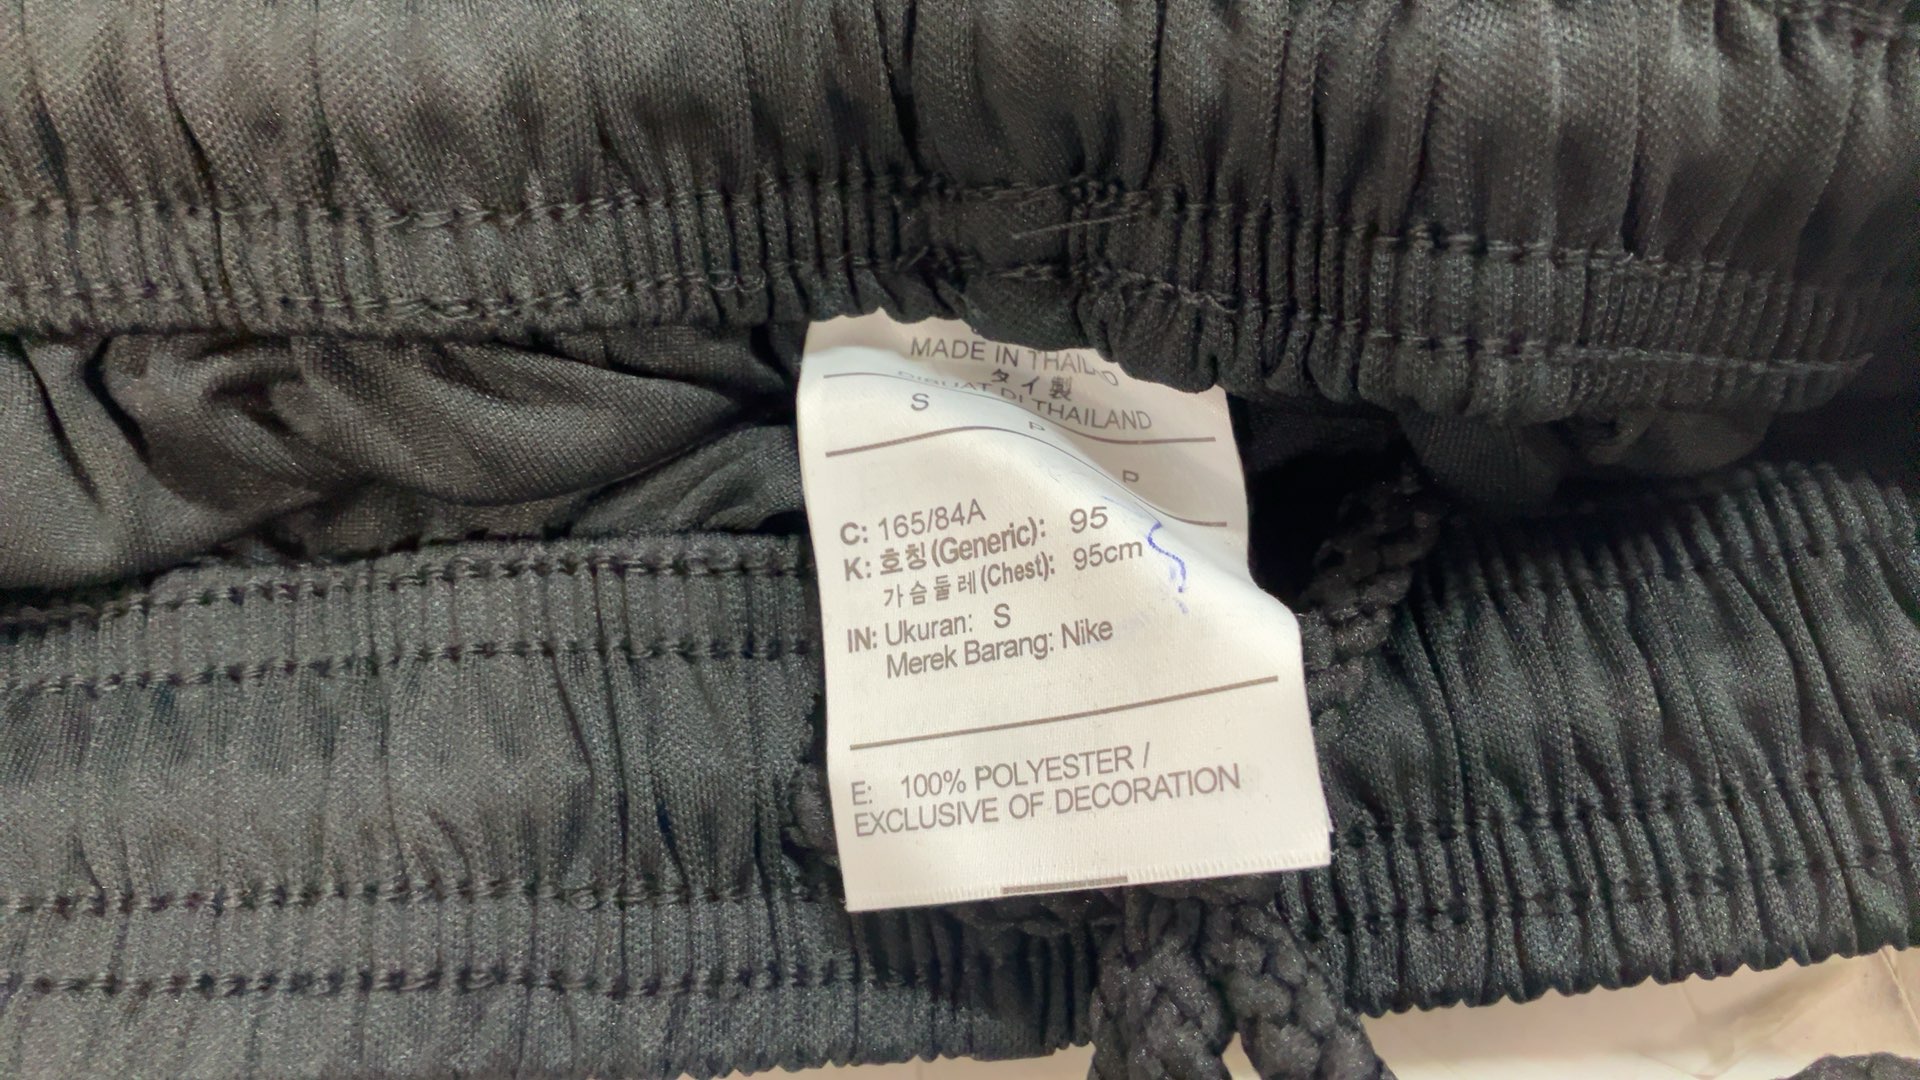 MADE IN THAILAND
タイ製
DIBUAT DI THAILAND
S P P
C: 165/84A
K: 호칭(Generic): 95
가슴둘레(Chest): 95cm
IN: Ukuran: S
Merek Barang: Nike
E: 100% POLYESTER /
EXCLUSIVE OF DECORATION